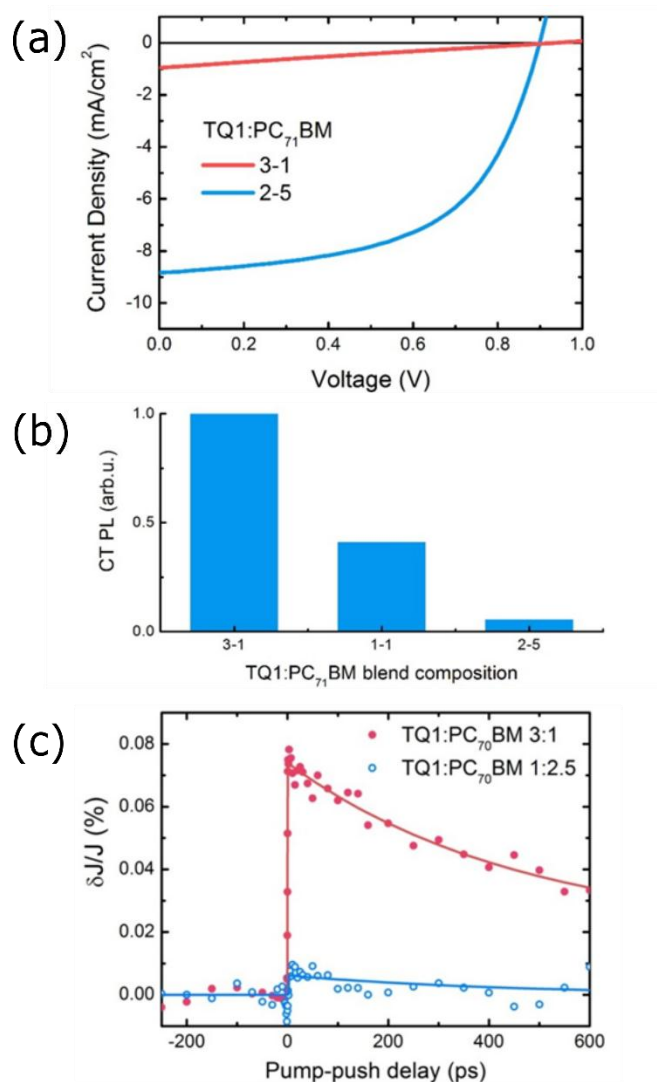 (a)
0
-2
-4
-6
-8
-10
Current Density (mA/cm²)
TQ1:PC₇₁BM
3-1
2-5
0.0 0.2 0.4 0.6 0.8 1.0
Voltage (V)
(b)
1.0
0.5
0.0
CT PL (arb.u.)
3-1 1-1 2-5
TQ1:PC₇₁BM blend composition
(c)
0.08
0.06
0.04
0.02
0.00
δJ/J (%)
TQ1:PC₇₀BM 3:1
TQ1:PC₇₀BM 1:2.5
-200 0 200 400 600
Pump-push delay (ps)